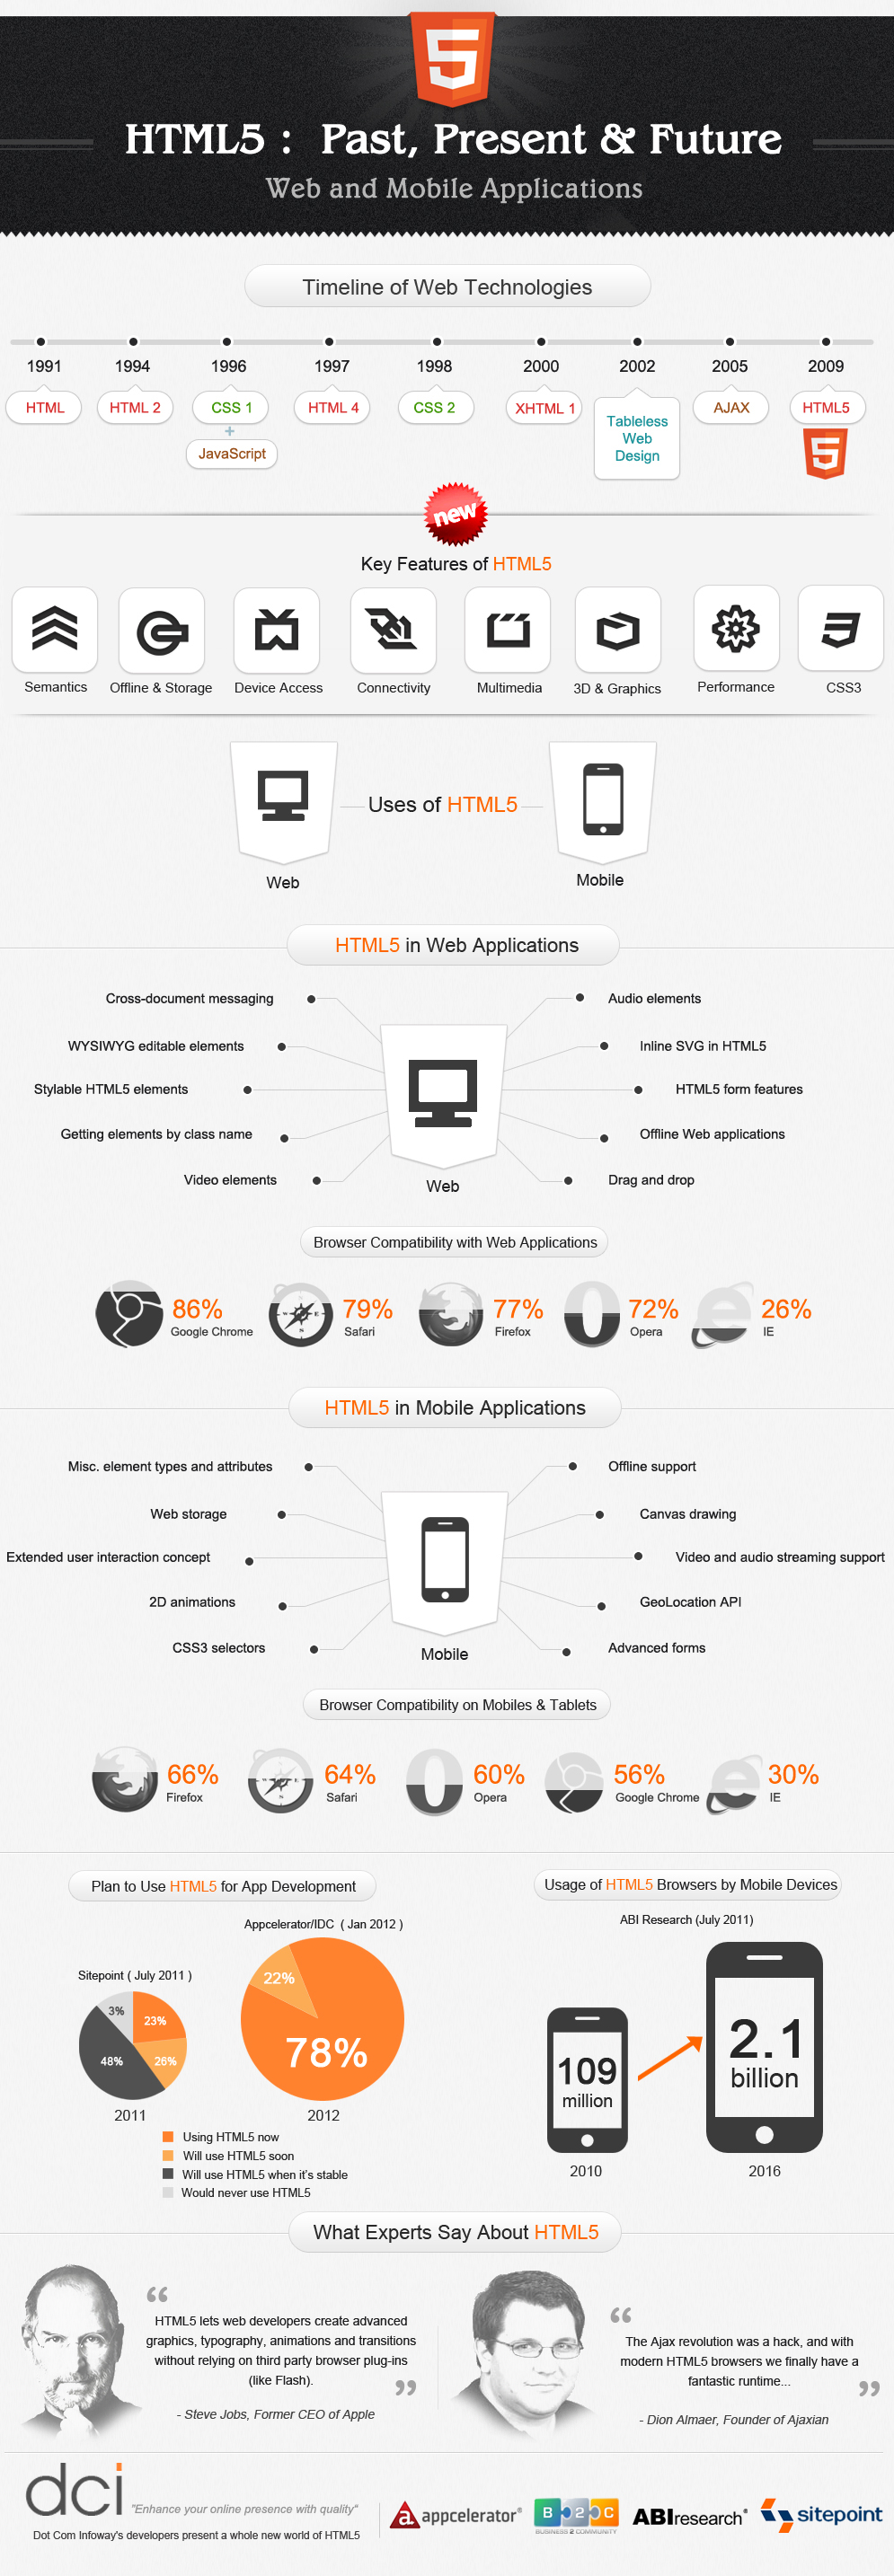 HTML5 : Past, Present & Future
Web and Mobile Applications
Timeline of Web Technologies
1991 1994 1996 1997 1998 2000 2002 2005 2009
HTML HTML 2 CSS 1 HTML 4 CSS 2 XHTML 1 Tableless AJAX HTML5
+ Web
JavaScript Design
5
new
Key Features of HTML5
Semantics Offline & Storage Device Access Connectivity Multimedia 3D & Graphics Performance CSS3
Uses of HTML5
Web Mobile
HTML5 in Web Applications
Cross-document messaging Audio elements
WYSIWYG editable elements Inline SVG in HTML5
Stylable HTML5 elements HTML5 form features
Getting elements by class name Offline Web applications
Video elements Drag and drop
Web
Browser Compatibility with Web Applications
86% 79% 77% 72% 26%
Google Chrome Safari Firefox Opera IE
HTML5 in Mobile Applications
Misc. element types and attributes Offline support
Web storage Canvas drawing
Extended user interaction concept Video and audio streaming support
2D animations GeoLocation API
CSS3 selectors Advanced forms
Mobile
Browser Compatibility on Mobiles & Tablets
66% 64% 60% 56% 30%
Firefox Safari Opera Google Chrome IE
Plan to Use HTML5 for App Development
Appcelerator/IDC ( Jan 2012 )
Sitepoint ( July 2011 )
3% 23% 26% 48%
22% 78%
2011 2012
Using HTML5 now
Will use HTML5 soon
Will use HTML5 when it's stable
Would never use HTML5
Usage of HTML5 Browsers by Mobile Devices
ABI Research (July 2011)
109
million
2.1
billion
2010 2016
What Experts Say About HTML5
“
HTML5 lets web developers create advanced
graphics, typography, animations and transitions
without relying on third party browser plug-ins
(like Flash).
”
- Steve Jobs, Former CEO of Apple
“
The Ajax revolution was a hack, and with
modern HTML5 browsers we finally have a
fantastic runtime...
”
- Dion Almaer, Founder of Ajaxian
dci "Enhance your online presence with quality"
Dot Com Infoway's developers present a whole new world of HTML5
appcelerator®
B 2 C
BUSINESS 2 COMMUNITY
ABIresearch®
sitepoint